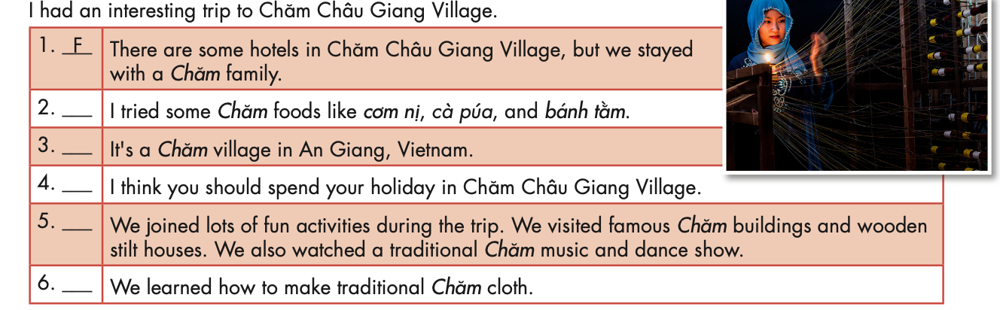 I had an interesting trip to Chăm Châu Giang Village.
1. F There are some hotels in Chăm Châu Giang Village, but we stayed
with a Chăm family.
2. ___ I tried some Chăm foods like cơm nị, cà púa, and bánh tằm.
3. ___ It's a Chăm village in An Giang, Vietnam.
4. ___ I think you should spend your holiday in Chăm Châu Giang Village.
5. ___ We joined lots of fun activities during the trip. We visited famous Chăm buildings and wooden
stilt houses. We also watched a traditional Chăm music and dance show.
6. ___ We learned how to make traditional Chăm cloth.